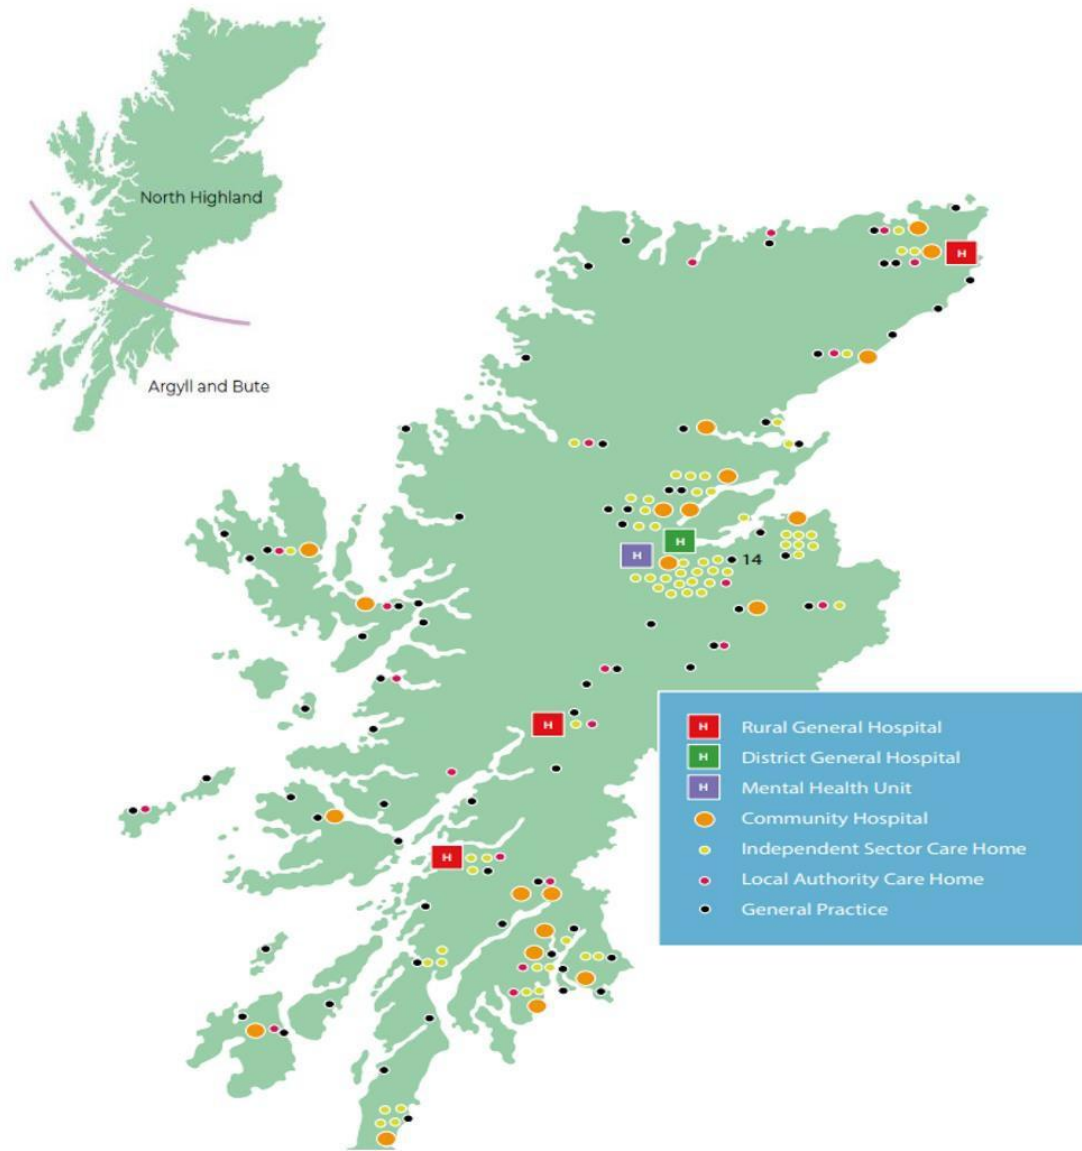 North Highland
Argyll and Bute
H
H
H
14
H
H
H Rural General Hospital
H District General Hospital
H Mental Health Unit
Community Hospital
Independent Sector Care Home
Local Authority Care Home
General Practice